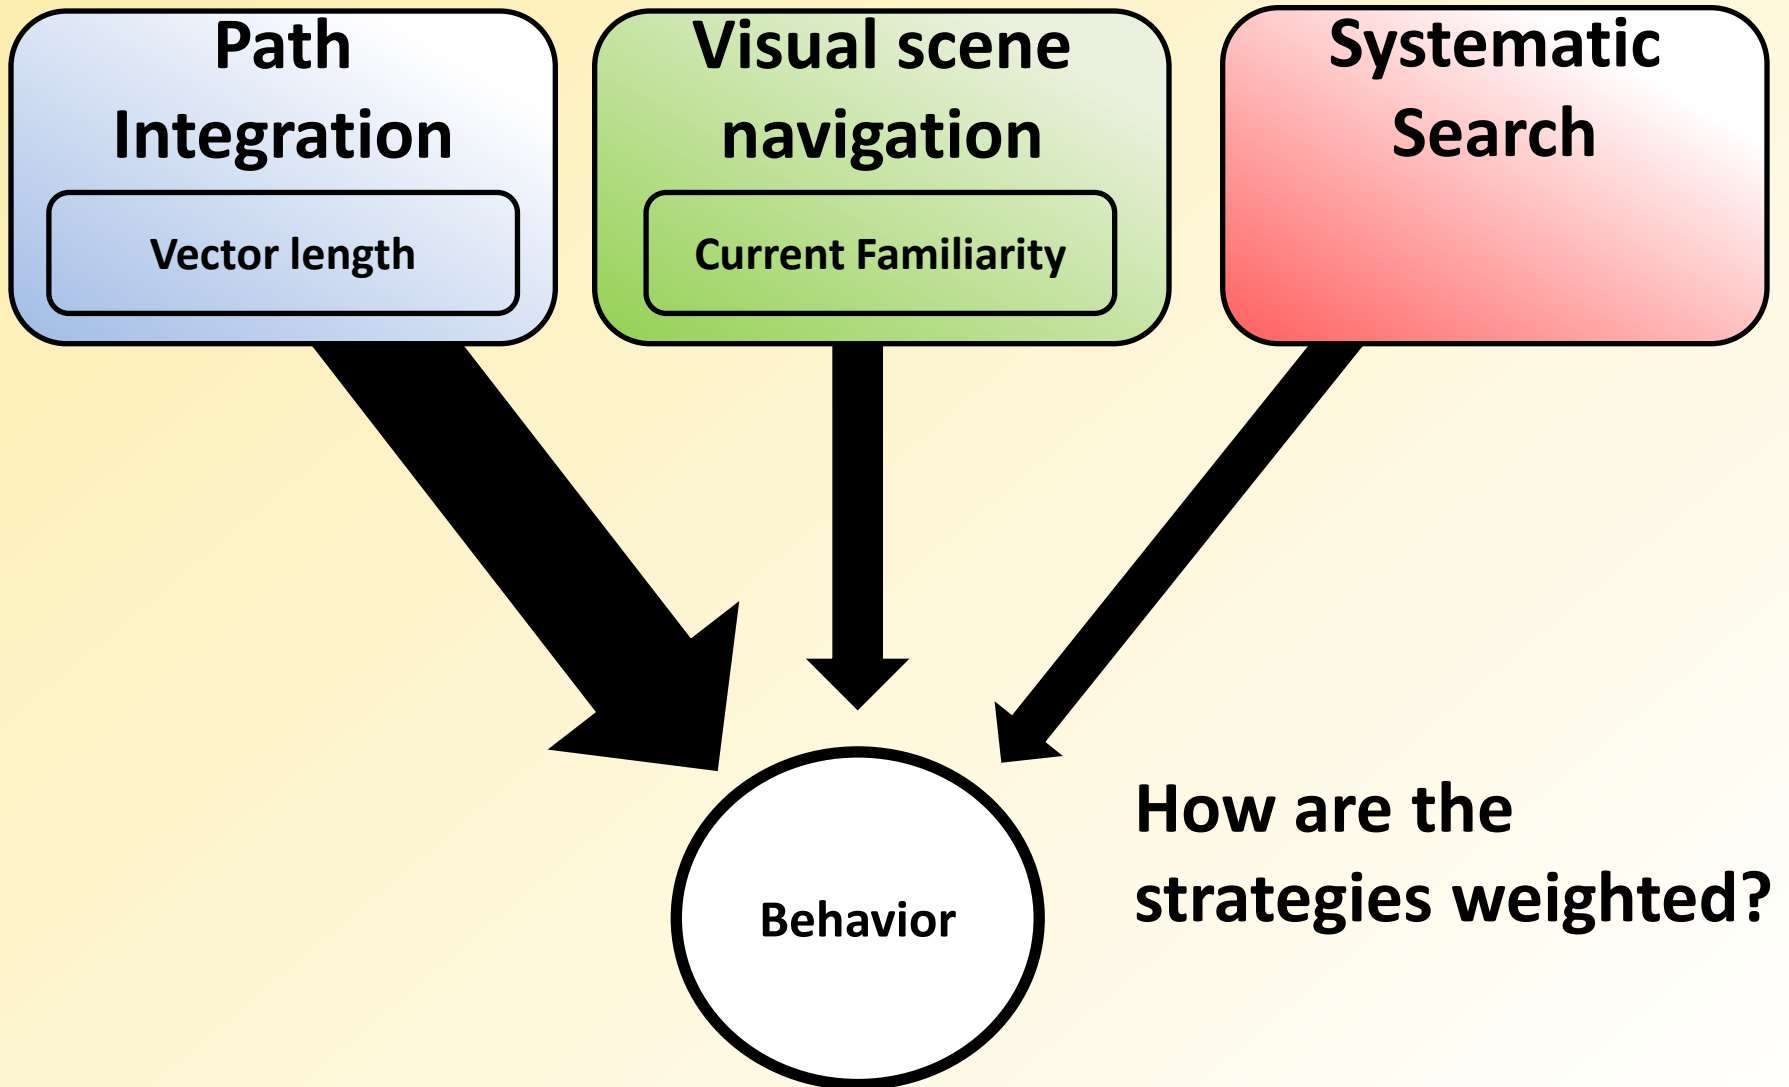 Path
Integration
Vector length
Visual scene
navigation
Current Familiarity
Systematic
Search
Behavior
How are the
strategies weighted?